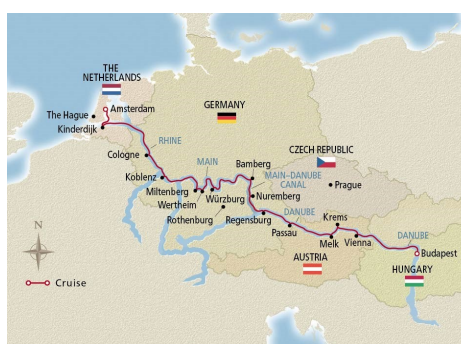 THE
NETHERLANDS
Amsterdam
The Hague
Kinderdijk
GERMANY
RHINE
Cologne
CZECH REPUBLIC
MAIN
Bamberg
Koblenz
MAIN–DANUBE
CANAL
Miltenberg
Prague
Wertheim
Würzburg
Nuremberg
Rothenburg
Regensburg
DANUBE
Krems
Passau
Melk
Vienna
DANUBE
Budapest
AUSTRIA
HUNGARY
N
Cruise